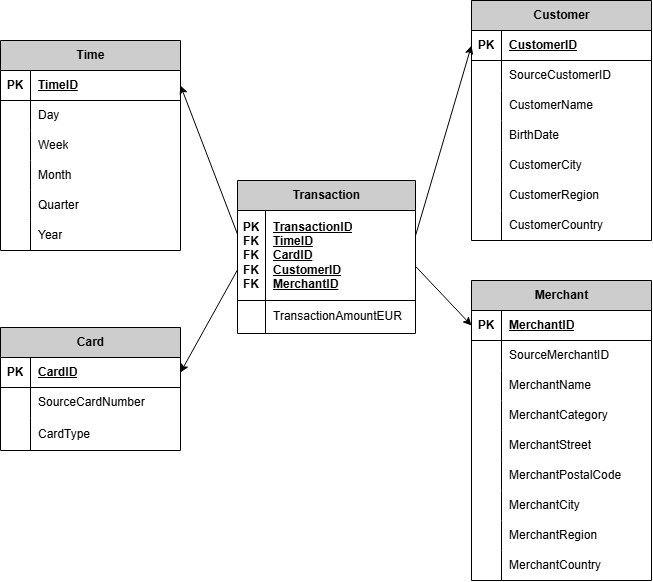 Time
PK TimeID
Day
Week
Month
Quarter
Year
Card
PK CardID
SourceCardNumber
CardType
Transaction
PK TransactionID
FK TimeID
FK CardID
FK CustomerID
FK MerchantID
TransactionAmountEUR
Customer
PK CustomerID
SourceCustomerID
CustomerName
BirthDate
CustomerCity
CustomerRegion
CustomerCountry
Merchant
PK MerchantID
SourceMerchantID
MerchantName
MerchantCategory
MerchantStreet
MerchantPostalCode
MerchantCity
MerchantRegion
MerchantCountry